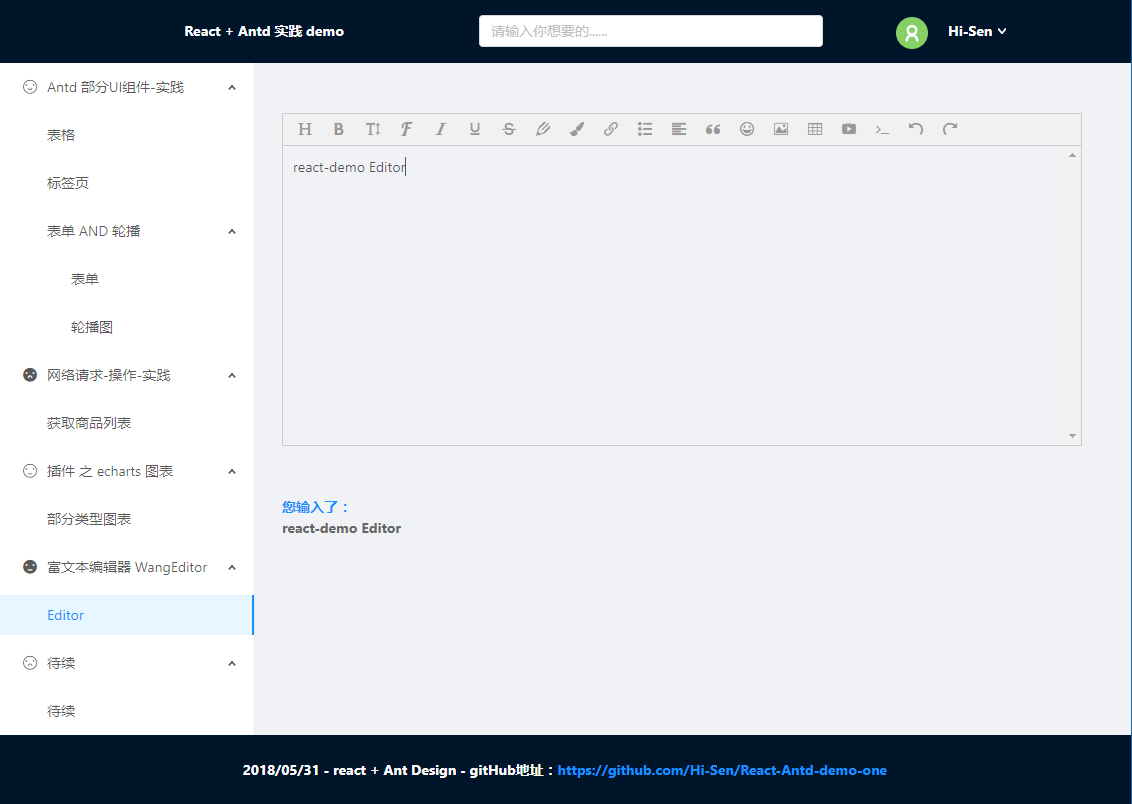 React + Antd 实践 demo
请输入你想要的......
Hi-Sen
Antd 部分UI组件-实践
表格
标签页
表单 AND 轮播
表单
轮播图
网络请求-操作-实践
获取商品列表
插件 之 echarts 图表
部分类型图表
富文本编辑器 WangEditor
Editor
待续
待续
react-demo Editor
您输入了：
react-demo Editor
2018/05/31 - react + Ant Design - gitHub地址：https://github.com/Hi-Sen/React-Antd-demo-one